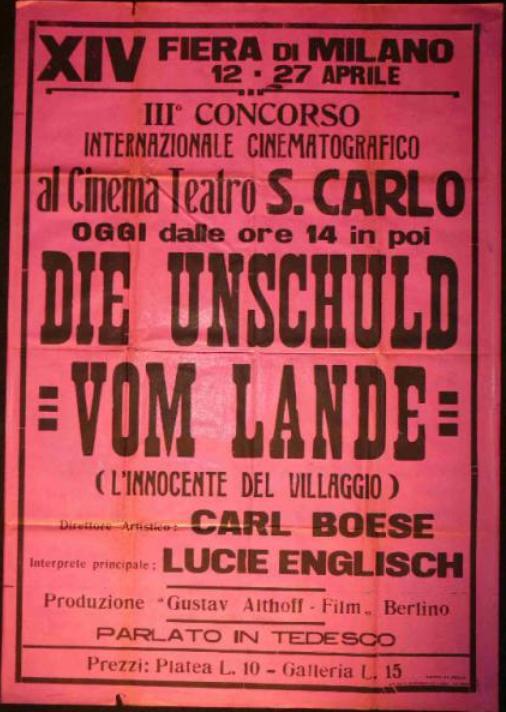 XIV FIERA DI MILANO
12 - 27 APRILE
III° CONCORSO
INTERNAZIONALE CINEMATOGRAFICO
al Cinema Teatro S. CARLO
OGGI dalle ore 14 in poi
DIE UNSCHULD
=VOM LANDE=
(L'INNOCENTE DEL VILLAGGIO)
Direttore Artistico: CARL BOESE
Interprete principale: LUCIE ENGLISCH
Produzione "Gustav Althoff - Film„ Berlino
PARLATO IN TEDESCO
Prezzi: Platea L. 10 - Galleria L. 15